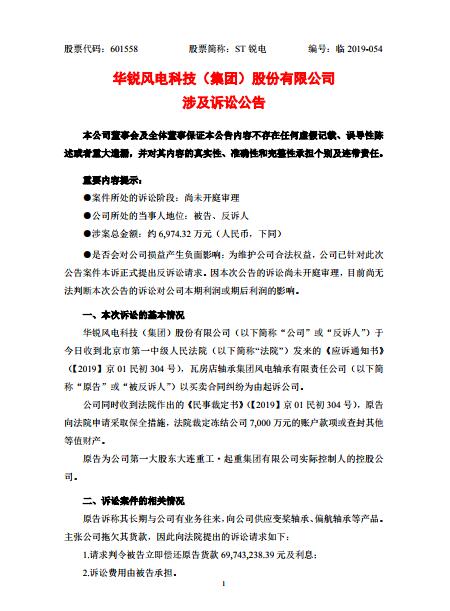 股票代码：601558 股票简称：ST 锐电 编号：临 2019-054
华锐风电科技（集团）股份有限公司
涉及诉讼公告
本公司董事会及全体董事保证本公告内容不存在任何虚假记载、误导性陈
述或者重大遗漏，并对其内容的真实性、准确性和完整性承担个别及连带责任。
重要内容提示：
●案件所处的诉讼阶段：尚未开庭审理
●公司所处的当事人地位：被告、反诉人
●涉案总金额：约 6,974.32 万元（人民币，下同）
●是否会对公司损益产生负面影响：为维护公司合法权益，公司已针对此次
公告案件本诉正式提出反诉讼请求。因本次公告的诉讼尚未开庭审理，目前尚无
法判断本次公告的诉讼对公司本期利润或期后利润的影响。
一、本次诉讼的基本情况
华锐风电科技（集团）股份有限公司（以下简称“公司”或“反诉人”）于
今日收到北京市第一中级人民法院（以下简称“法院”）发来的《应诉通知书》
（【2019】京 01 民初 304 号），瓦房店轴承集团风电轴承有限责任公司（以下简
称“原告”或“被反诉人”）以买卖合同纠纷为由起诉公司。
公司同时收到法院作出的《民事裁定书》（【2019】京 01 民初 304 号），原告
向法院申请采取保全措施，法院裁定冻结公司 7,000 万元的账户款项或查封其他
等值财产。
原告为公司第一大股东大连重工·起重集团有限公司实际控制人的控股公
司。
二、诉讼案件的相关情况
原告诉称其长期与公司有业务往来，向公司供应变桨轴承、偏航轴承等产品。
主张公司拖欠其货款，因此向法院提出的诉讼请求如下：
1.请求判令被告立即偿还原告货款 69,743,238.39 元及利息；
2.诉讼费用由被告承担。
1